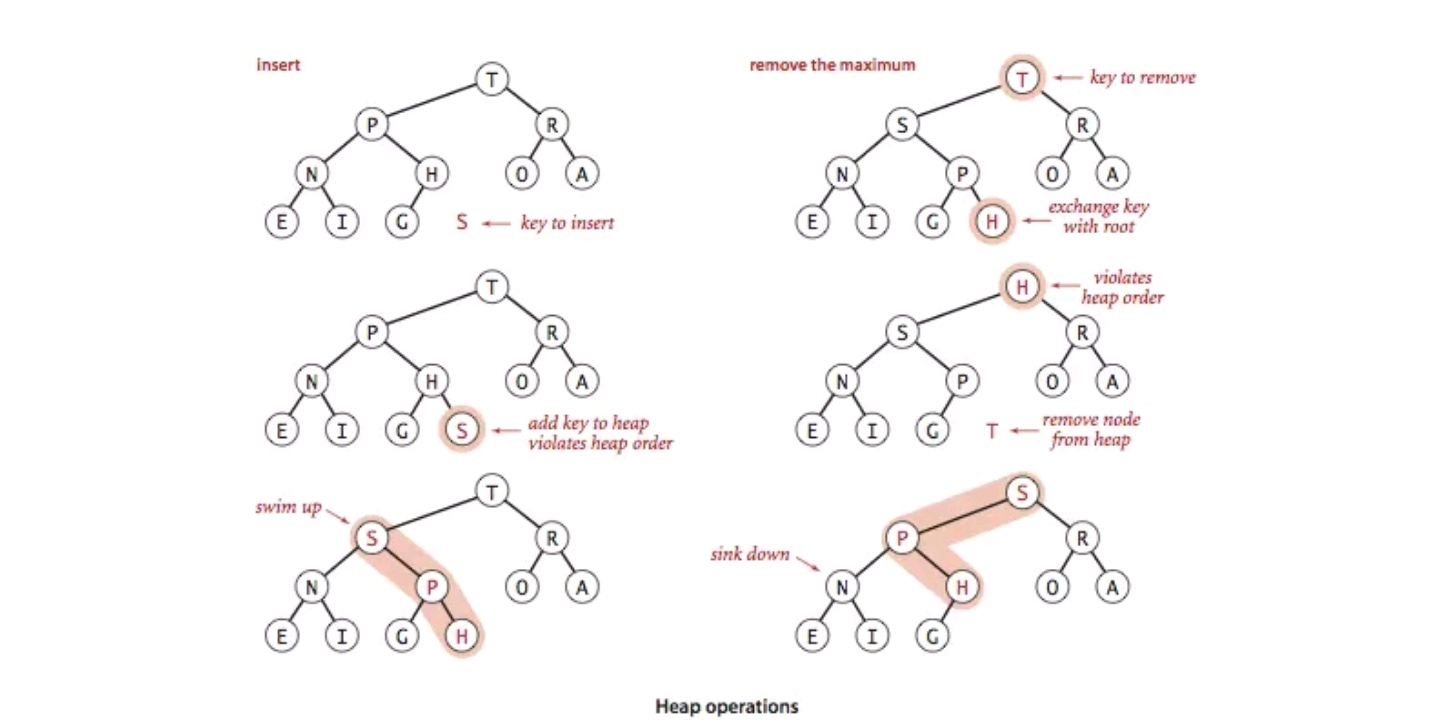 insert
T
P R
N H O A
E I G S key to insert
T
P R
N H O A
E I G S add key to heap
violates heap order
swim up
T
S R
N P O A
E I G H
remove the maximum
T key to remove
S R
N P O A
E I G H exchange key
with root
H violates
heap order
S R
N P O A
E I G T remove node
from heap
S
P R
sink down
N H O A
E I G
Heap operations